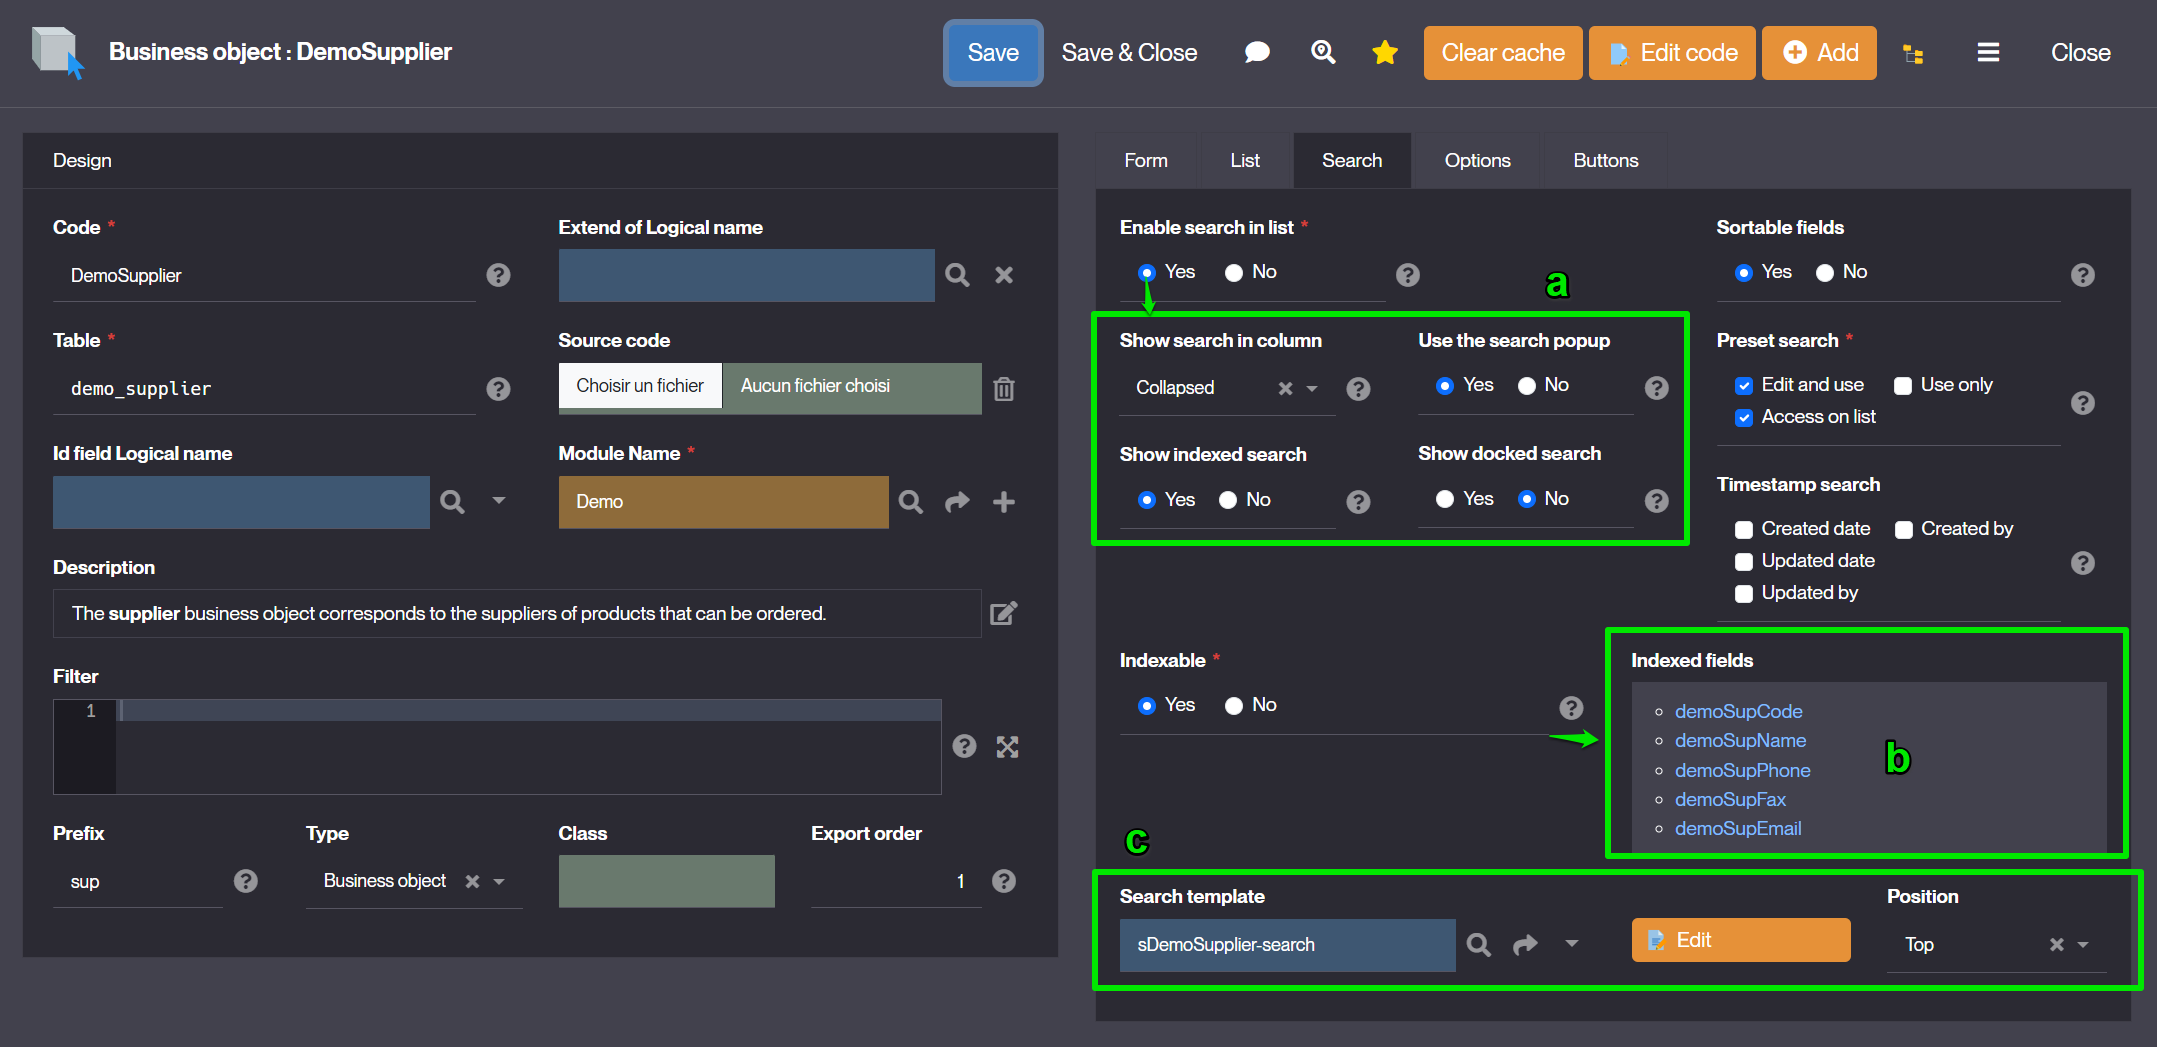 Business object : DemoSupplier
Save
Save & Close
Clear cache
Edit code
Add
Close
Design
Code *
DemoSupplier
Extend of Logical name
Table *
demo_supplier
Source code
Choisir un fichier
Aucun fichier choisi
Id field Logical name
Module Name *
Demo
Description
The supplier business object corresponds to the suppliers of products that can be ordered.
Filter
1
Prefix
sup
Type
Business object
Class
Export order
1
Form
List
Search
Options
Buttons
Enable search in list *
Yes No
a
Sortable fields
Yes No
Show search in column
Collapsed
Use the search popup
Yes No
Preset search *
Edit and use
Use only
Access on list
Show indexed search
Yes No
Show docked search
Yes No
Timestamp search
Created date
Created by
Updated date
Updated by
Indexable *
Yes No
Indexed fields
demoSupCode
demoSupName
demoSupPhone
demoSupFax
demoSupEmail
b
c
Search template
sDemoSupplier-search
Edit
Position
Top